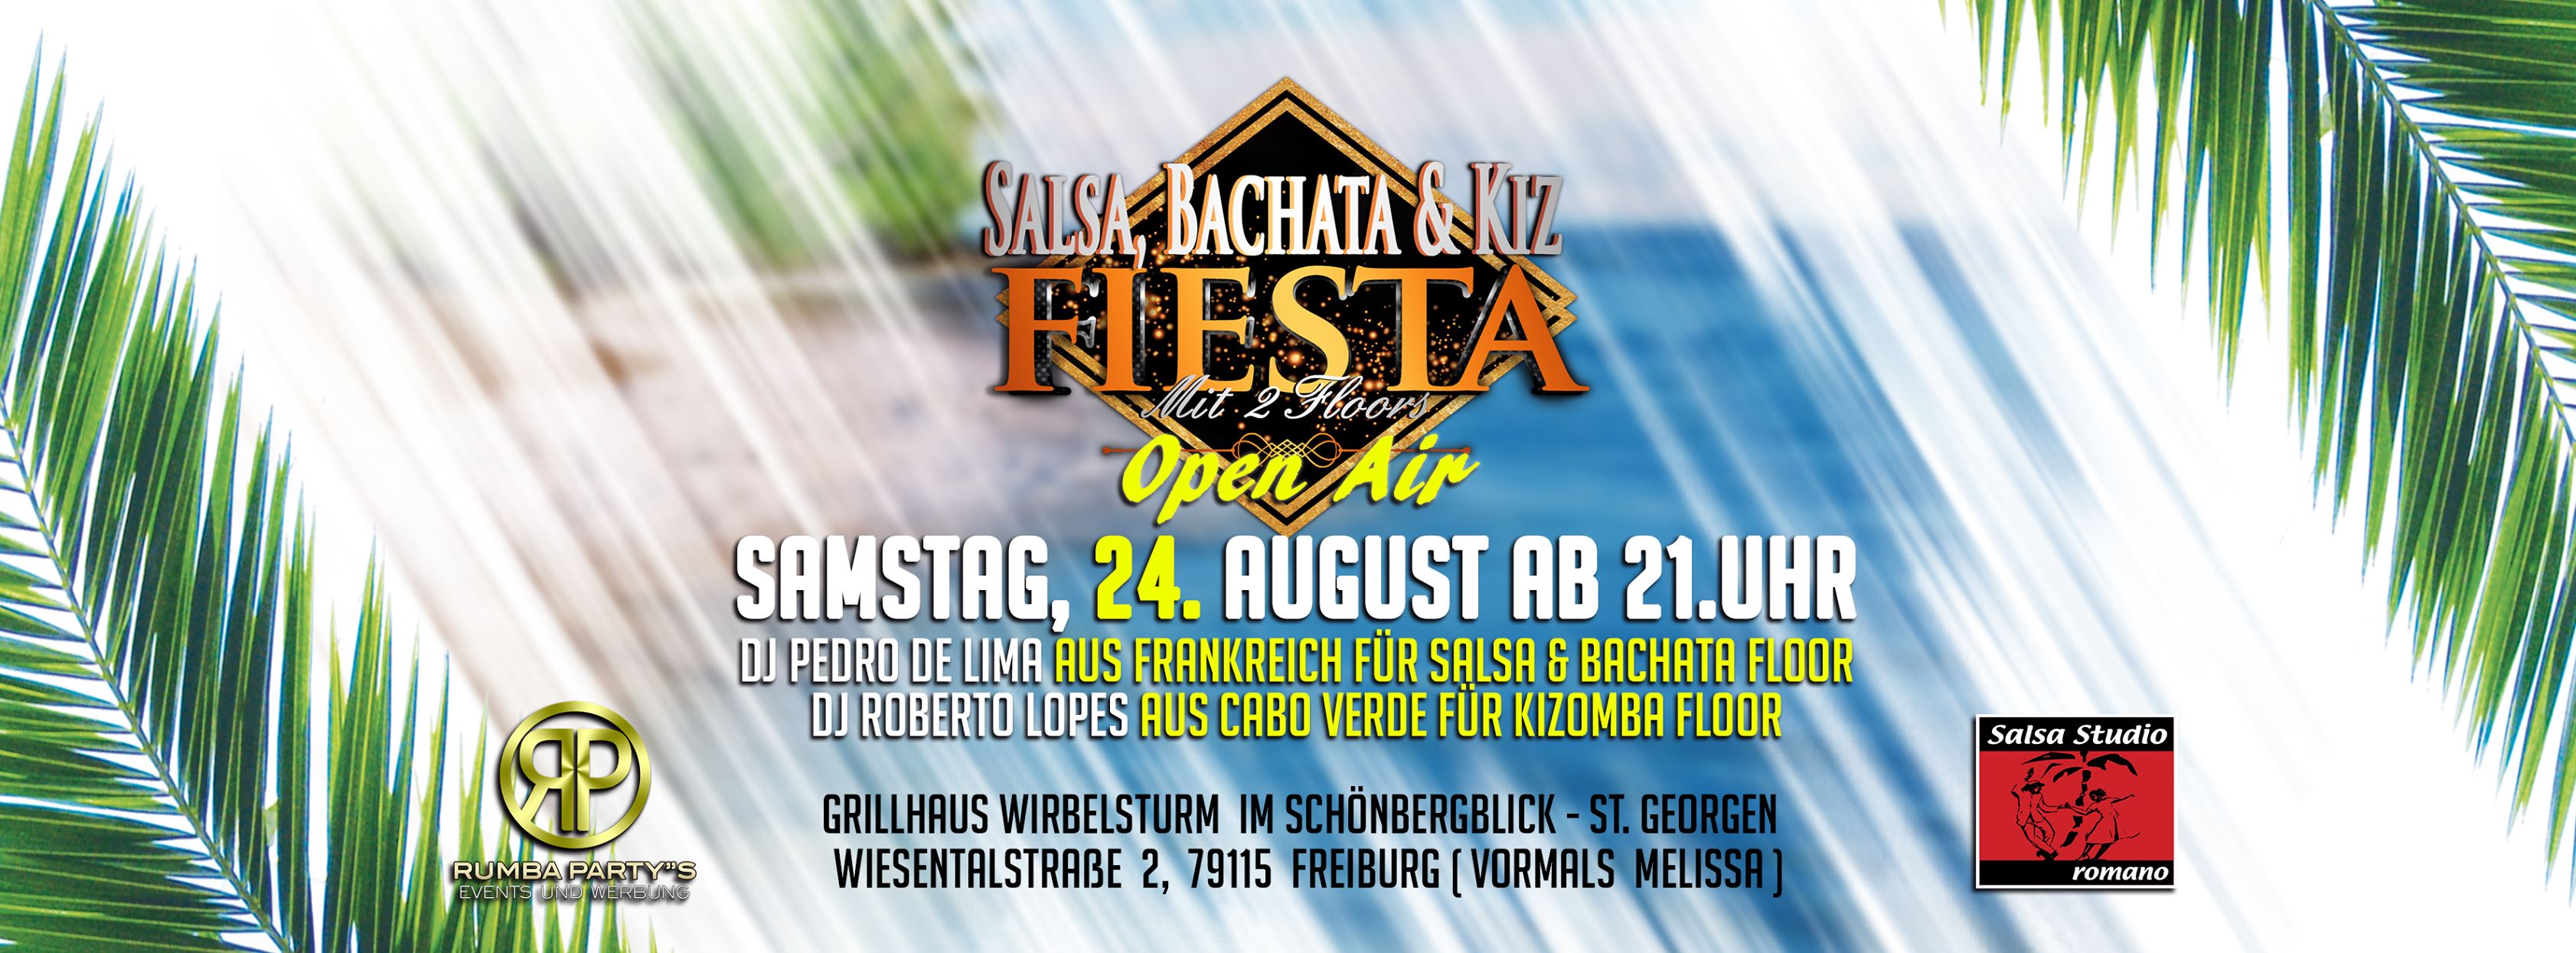 SALSA, BACHATA & KIZ
FIESTA
Mit 2 Floors
Open Air
SAMSTAG, 24. AUGUST AB 21.UHR
DJ PEDRO DE LIMA AUS FRANKREICH FÜR SALSA & BACHATA FLOOR
DJ ROBERTO LOPES AUS CABO VERDE FÜR KIZOMBA FLOOR
GRILLHAUS WIRBELSTURM IM SCHÖNBERGBLICK - ST. GEORGEN
WIESENTALSTRAßE 2, 79115 FREIBURG ( VORMALS MELISSA )
RP
RUMBA PARTY"S
EVENTS UND WERBUNG
Salsa Studio
romano